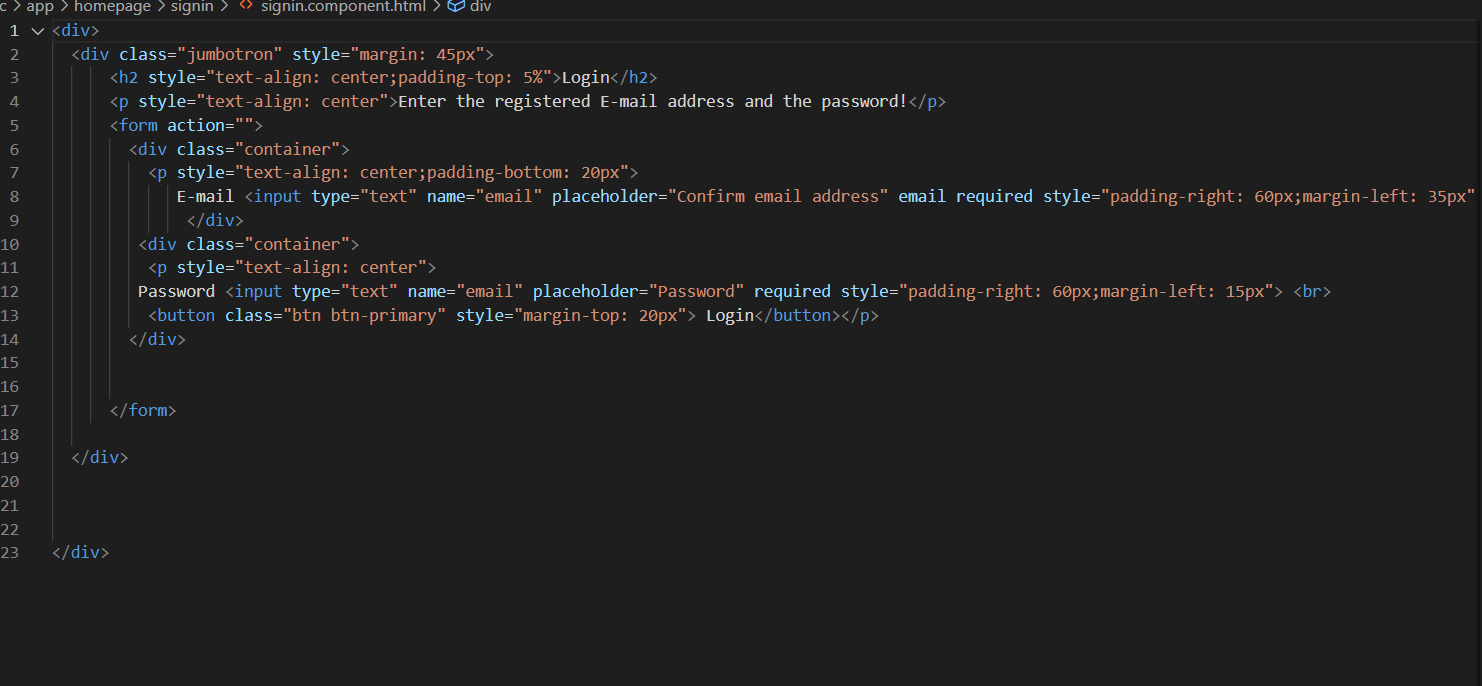 c > app > homepage > signin > <> signin.component.html > div
1 <div>
2 <div class="jumbotron" style="margin: 45px">
3 <h2 style="text-align: center;padding-top: 5%">Login</h2>
4 <p style="text-align: center">Enter the registered E-mail address and the password!</p>
5 <form action="">
6 <div class="container">
7 <p style="text-align: center;padding-bottom: 20px">
8 E-mail <input type="text" name="email" placeholder="Confirm email address" email required style="padding-right: 60px;margin-left: 35px"
9 </div>
10 <div class="container">
11 <p style="text-align: center">
12 Password <input type="text" name="email" placeholder="Password" required style="padding-right: 60px;margin-left: 15px"> <br>
13 <button class="btn btn-primary" style="margin-top: 20px"> Login</button></p>
14 </div>
15
16
17 </form>
18
19 </div>
20
21
22
23 </div>